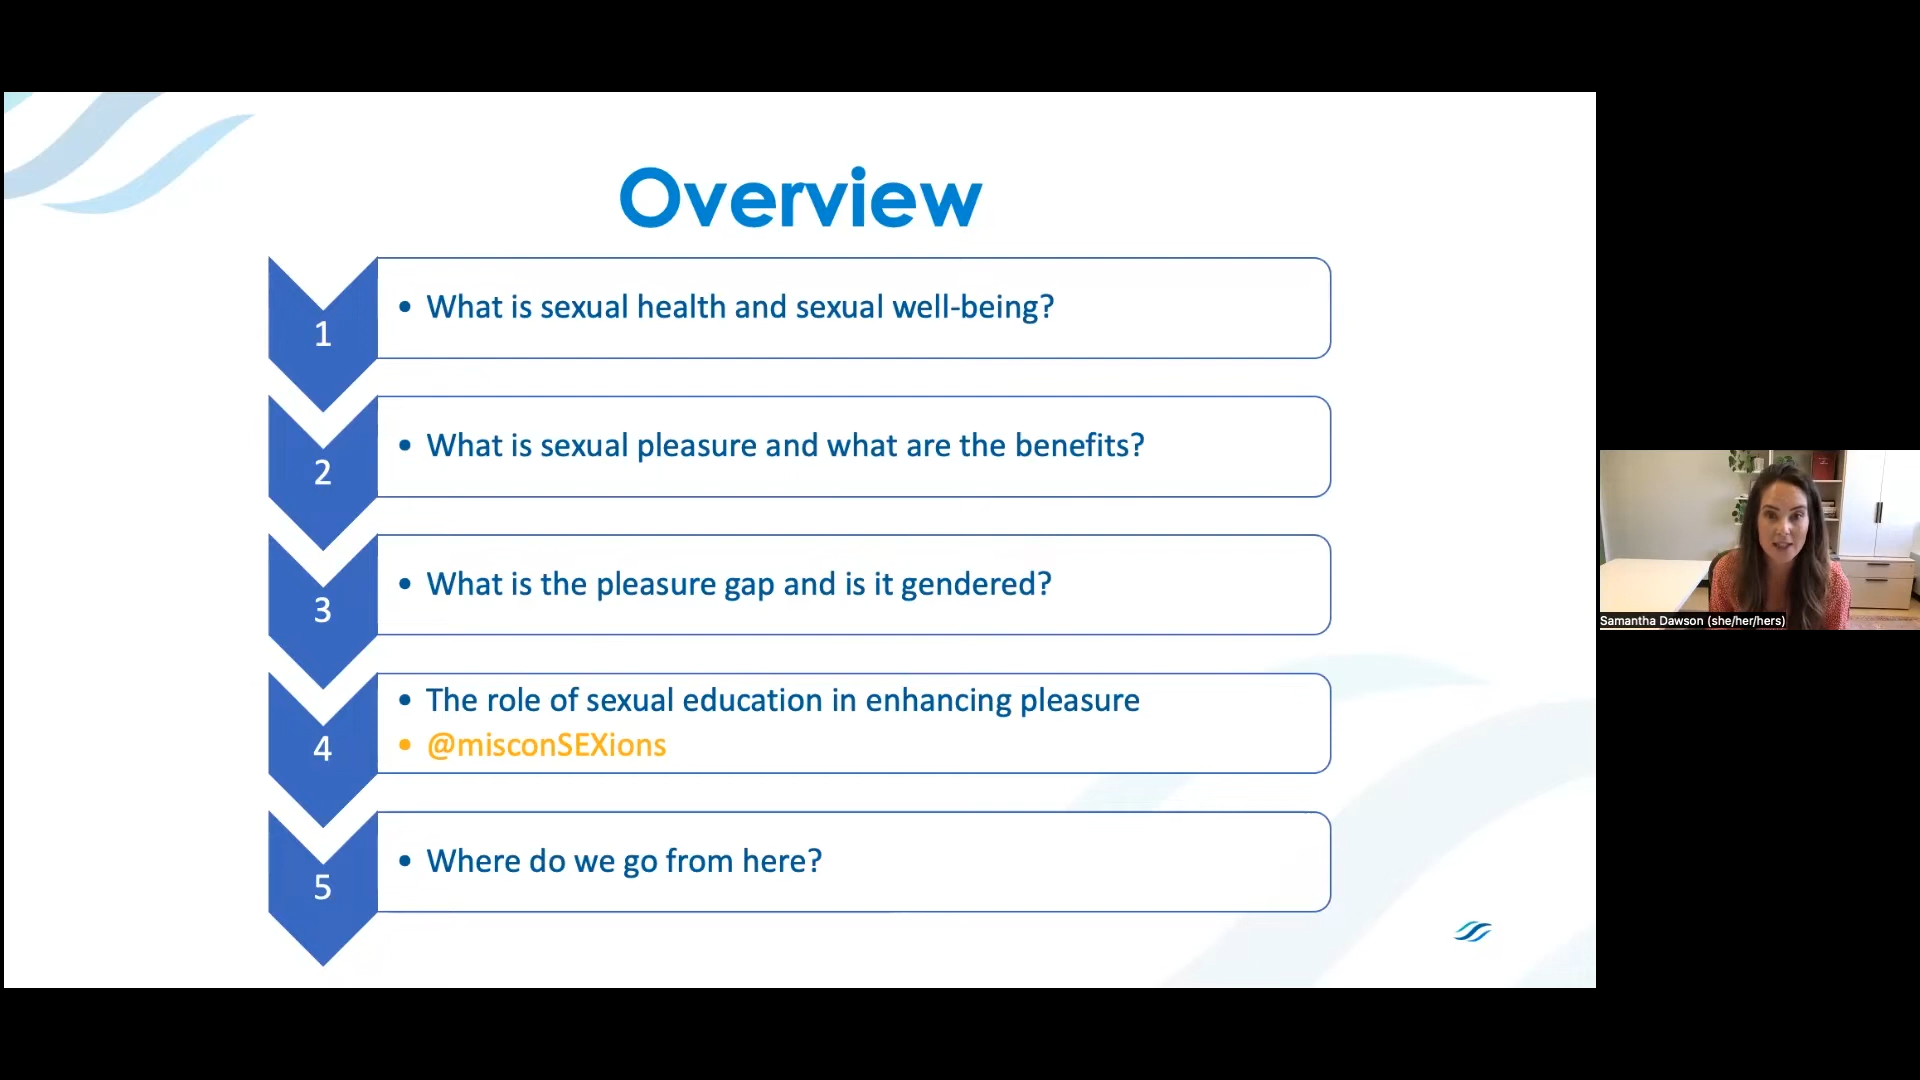 Overview
1
• What is sexual health and sexual well-being?
2
• What is sexual pleasure and what are the benefits?
3
• What is the pleasure gap and is it gendered?
4
• The role of sexual education in enhancing pleasure
• @misconSEXions
5
• Where do we go from here?
Samantha Dawson (she/her/hers)